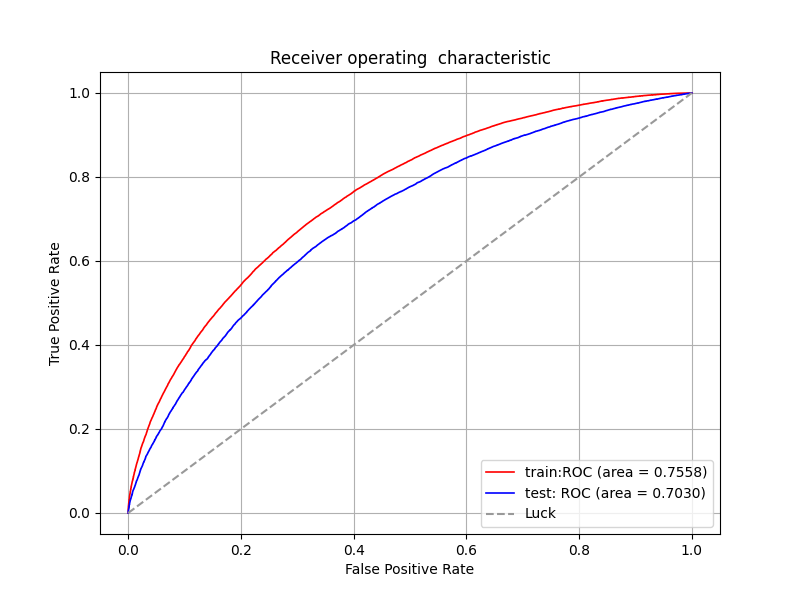 Receiver operating  characteristic
True Positive Rate
1.0
0.8
0.6
0.4
0.2
0.0
0.0 0.2 0.4 0.6 0.8 1.0
False Positive Rate
train:ROC (area = 0.7558)
test: ROC (area = 0.7030)
Luck